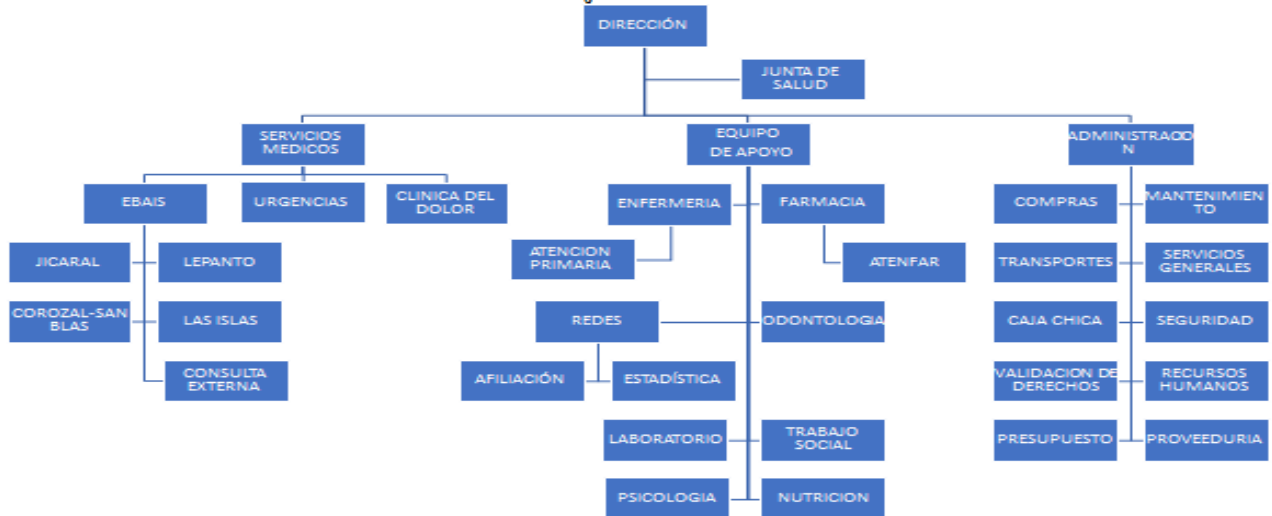 DIRECCIÓN
JUNTA DE
SALUD
SERVICIOS
MEDICOS
EQUIPO
DE APOYO
ADMINISTRACIO
N
EBAIS
URGENCIAS
CLINICA DEL
DOLOR
ENFERMERIA
FARMACIA
COMPRAS
MANTENIMIEN
TO
JICARAL
LEPANTO
ATENCION
PRIMARIA
ATENFAR
TRANSPORTES
SERVICIOS
GENERALES
COROZAL-SAN
BLAS
LAS ISLAS
REDES
ODONTOLOGIA
CAJA CHICA
SEGURIDAD
CONSULTA
EXTERNA
AFILIACIÓN
ESTADÍSTICA
VALIDACION DE
DERECHOS
RECURSOS
HUMANOS
LABORATORIO
TRABAJO
SOCIAL
PRESUPUESTO
PROVEEDURIA
PSICOLOGIA
NUTRICION